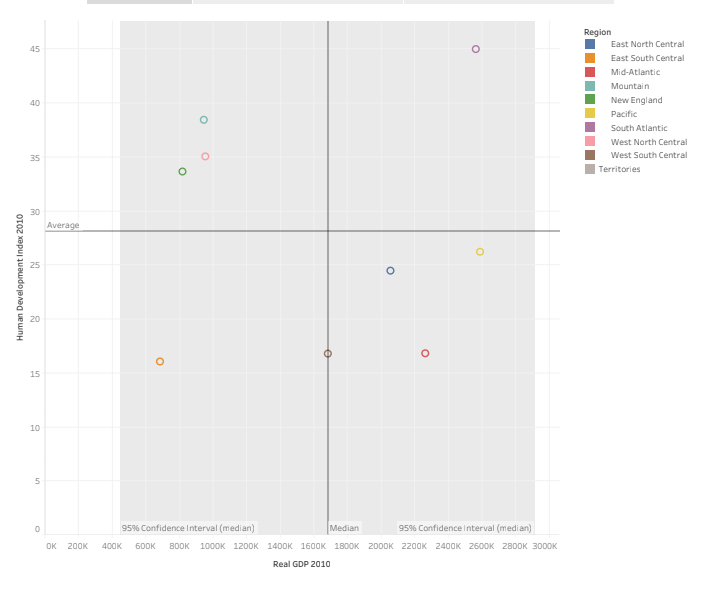 Region
East North Central
East South Central
Mid-Atlantic
Mountain
New England
Pacific
South Atlantic
West North Central
West South Central
Territories
Human Development Index 2010
45
40
35
30
Average
25
20
15
10
5
0
95% Confidence Interval (median)
Median
95% Confidence Interval (median)
0K 200K 400K 600K 800K 1000K 1200K 1400K 1600K 1800K 2000K 2200K 2400K 2600K 2800K 3000K
Real GDP 2010